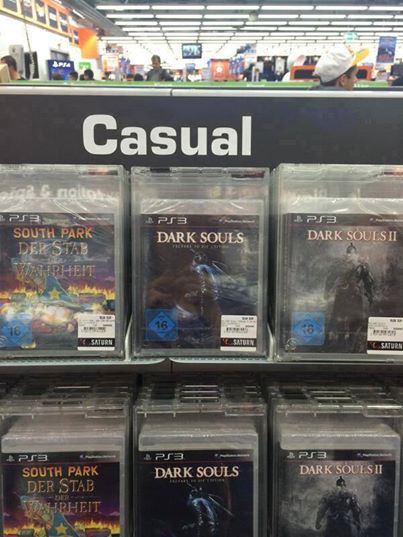 PS4
Casual
PS3
SOUTH PARK
DER STAB
DER
WAHRHEIT
16
SATURN
PS3
DARK SOULS
PREPARE TO DIE EDITION
16
SATURN
PS3
DARK SOULS II
16
SATURN
PS3
SOUTH PARK
DER STAB
DER
WAHRHEIT
PS3
DARK SOULS
PREPARE TO DIE EDITION
PS3
DARK SOULS II